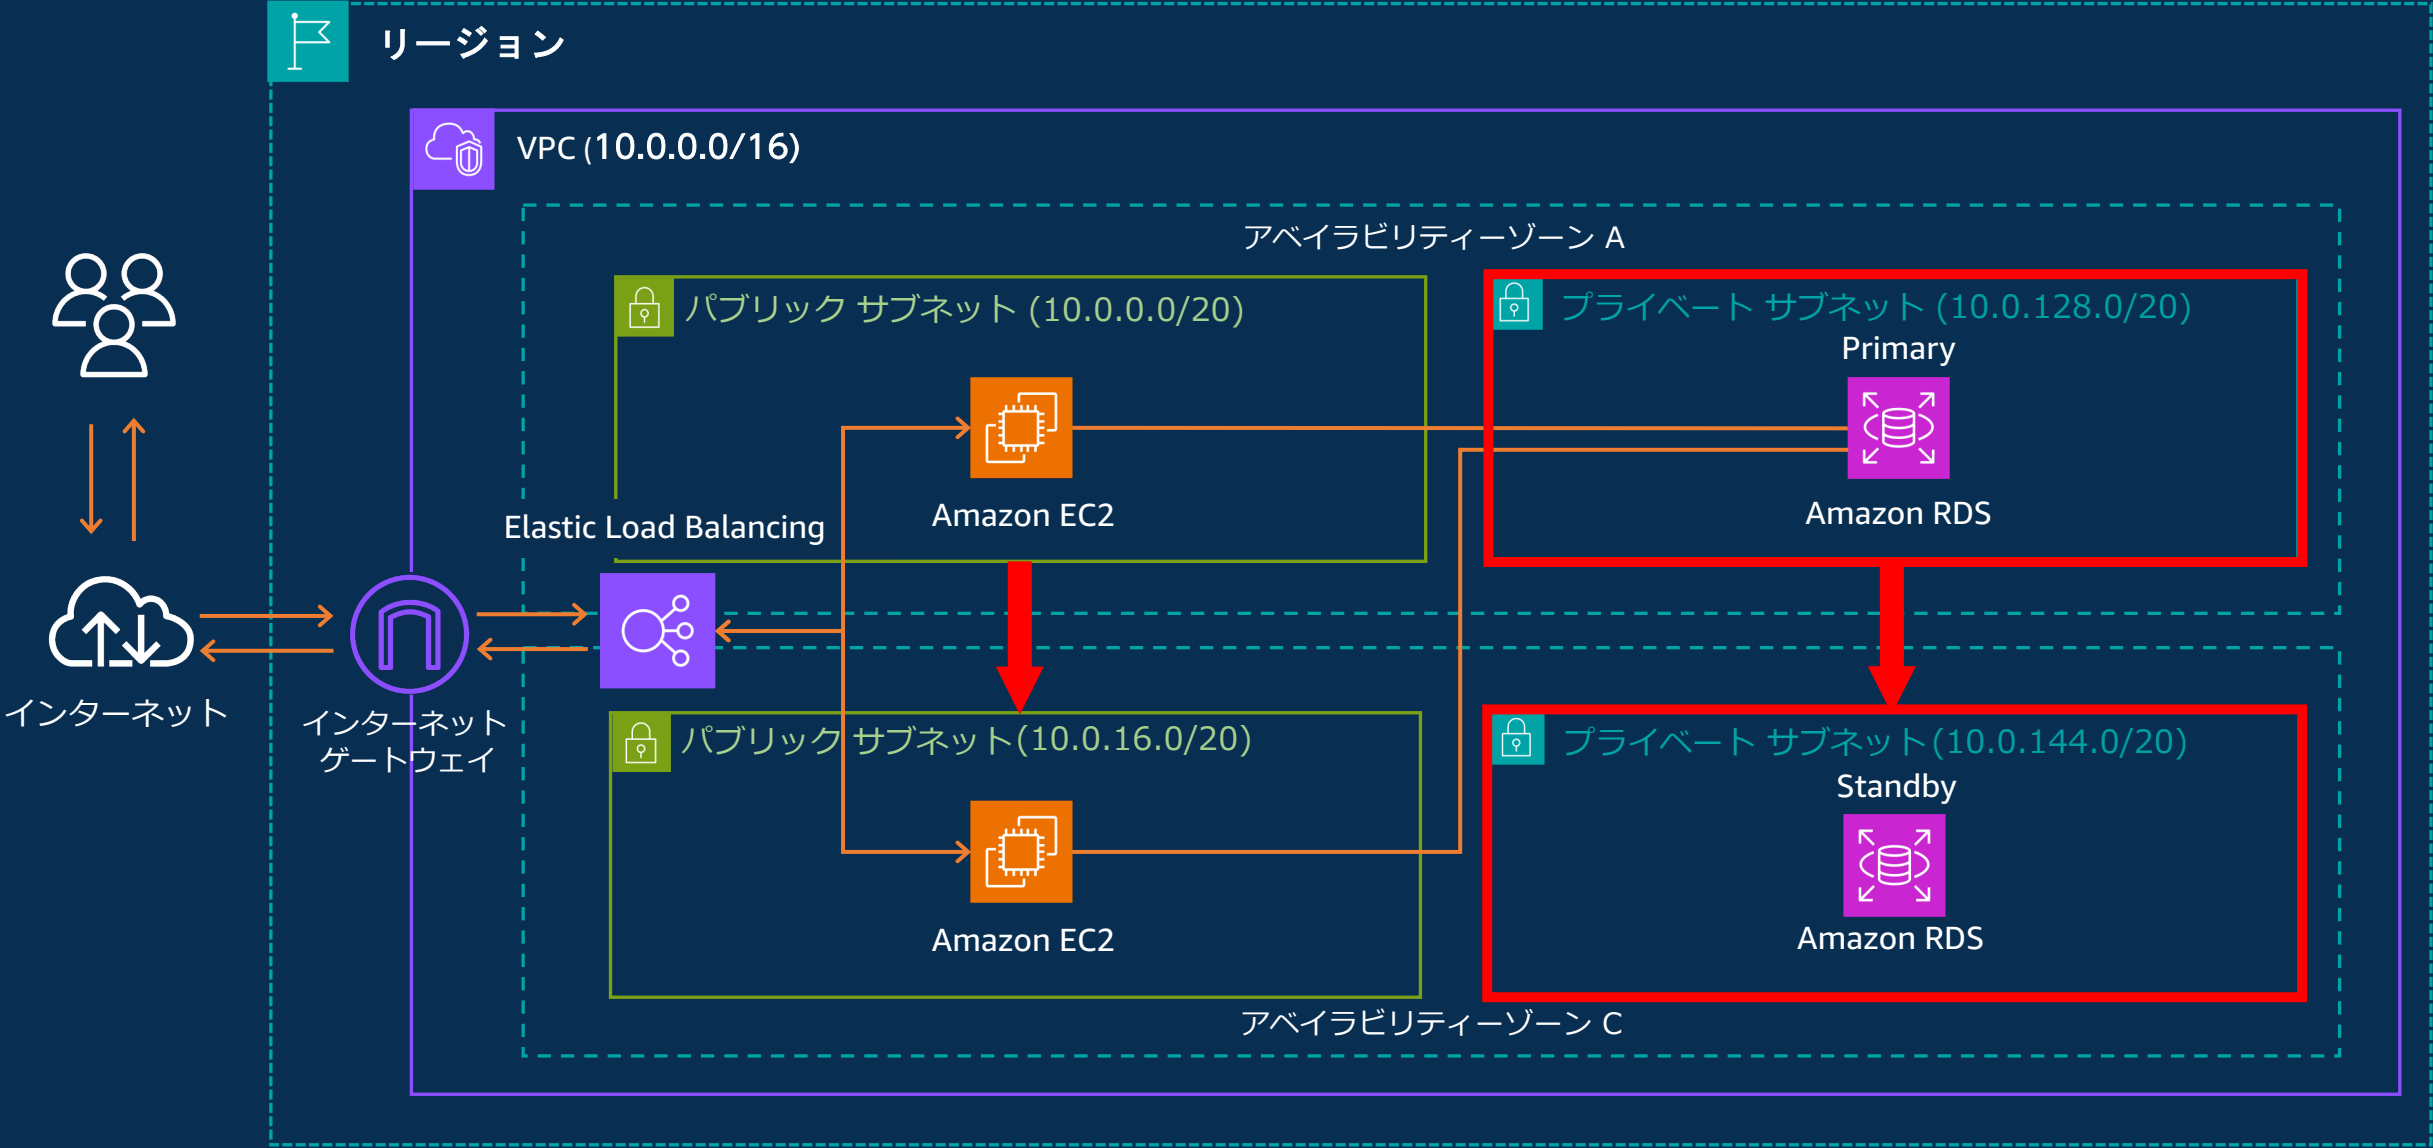 リージョン
VPC (10.0.0.0/16)
アベイラビリティーゾーン A
パブリック サブネット (10.0.0.0/20)
プライベート サブネット (10.0.128.0/20)
Primary
Amazon EC2
Amazon RDS
Elastic Load Balancing
インターネット
インターネット
ゲートウェイ
パブリック サブネット(10.0.16.0/20)
プライベート サブネット(10.0.144.0/20)
Standby
Amazon EC2
Amazon RDS
アベイラビリティーゾーン C